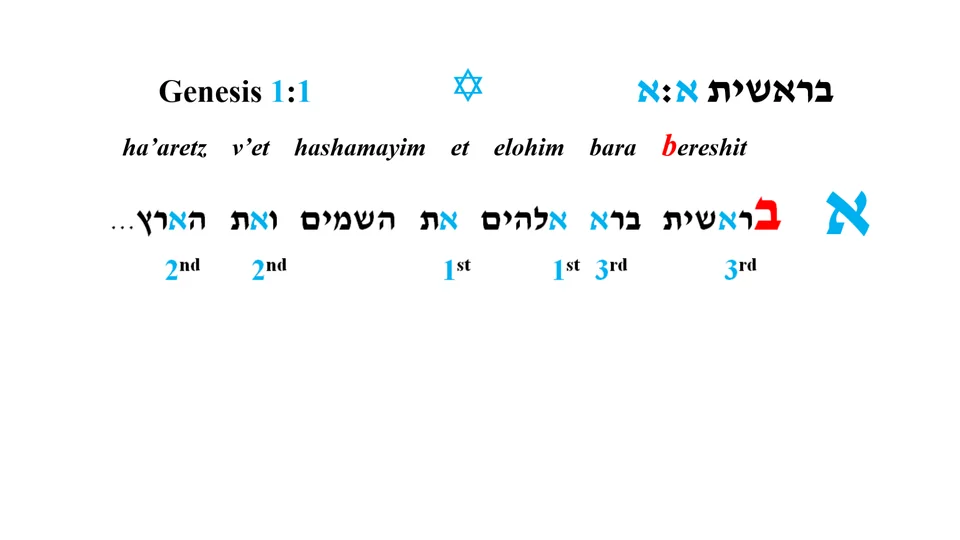 Genesis 1:1 ✡ בראשית א:א
ha’aretz v’et hashamayim et elohim bara bereshit
א בראשית ברא אלהים את השמים ואת הארץ...
2nd 2nd 1st 1st 3rd 3rd